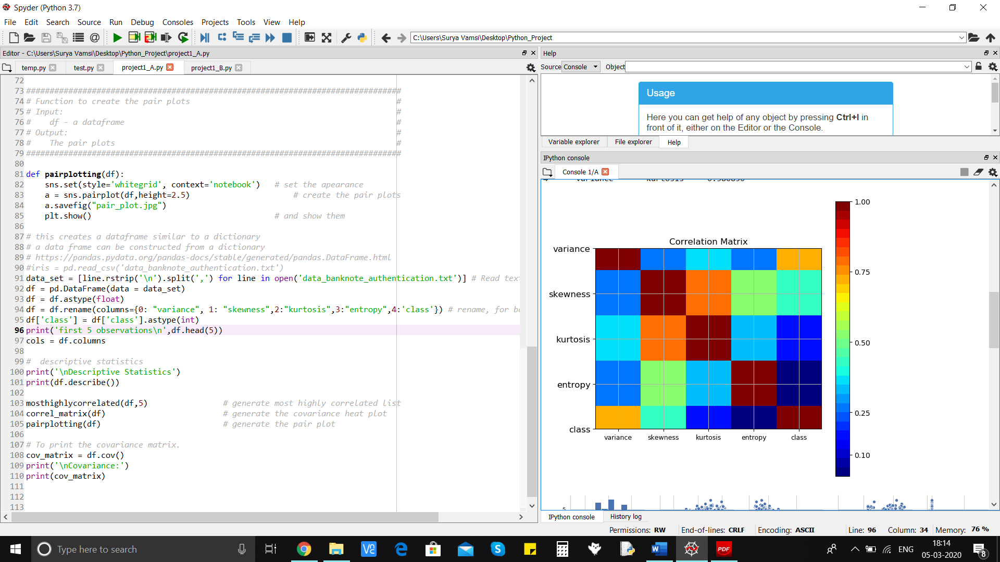 Spyder (Python 3.7)
File Edit Search Source Run Debug Consoles Projects Tools View Help
C:\Users\Surya Vamsi\Desktop\Python_Project
Editor - C:\Users\Surya Vamsi\Desktop\Python_Project\project1_A.py
temp.py test.py project1_A.py project1_B.py
72
73 ################################################################################
74 # Function to create the pair plots #
75 # Input: #
76 # df - a dataframe #
77 # Output: #
78 # The pair plots #
79 ################################################################################
80
81 def pairplotting(df):
82 sns.set(style='whitegrid', context='notebook') # set the apearance
83 a = sns.pairplot(df,height=2.5) # create the pair plots
84 a.savefig("pair_plot.jpg")
85 plt.show() # and show them
86
87 # this creates a dataframe similar to a dictionary
88 # a data frame can be constructed from a dictionary
89 # https://pandas.pydata.org/pandas-docs/stable/generated/pandas.DataFrame.html
90 #iris = pd.read_csv('data_banknote_authentication.txt')
91 data_set = [line.rstrip('\n').split(',') for line in open('data_banknote_authentication.txt')] # Read tex
92 df = pd.DataFrame(data = data_set)
93 df = df.astype(float)
94 df = df.rename(columns={0: "variance", 1: "skewness",2:"kurtosis",3:"entropy",4:'class'}) # rename, for be
95 df['class'] = df['class'].astype(int)
96 print('first 5 observations\n',df.head(5))
97 cols = df.columns
98
99 # descriptive statistics
100 print('\nDescriptive Statistics')
101 print(df.describe())
102
103 mosthighlycorrelated(df,5) # generate most highly correlated list
104 correl_matrix(df) # generate the covariance heat plot
105 pairplotting(df) # generate the pair plot
106
107 # To print the covariance matrix.
108 cov_matrix = df.cov()
109 print('\nCovariance:')
110 print(cov_matrix)
111
112
113
Help
Source Console Object
Usage
Here you can get help of any object by pressing Ctrl+I in
front of it, either on the Editor or the Console.
Variable explorer File explorer Help
IPython console
Console 1/A
variance kurtosis
Correlation Matrix
variance
skewness
kurtosis
entropy
class
variance skewness kurtosis entropy class
1.00
0.75
0.50
0.25
0.10
5
IPython console History log
Permissions: RW End-of-lines: CRLF Encoding: ASCII Line: 96 Column: 34 Memory: 76 %
Type here to search
PDF
ENG
18:14
05-03-2020
8